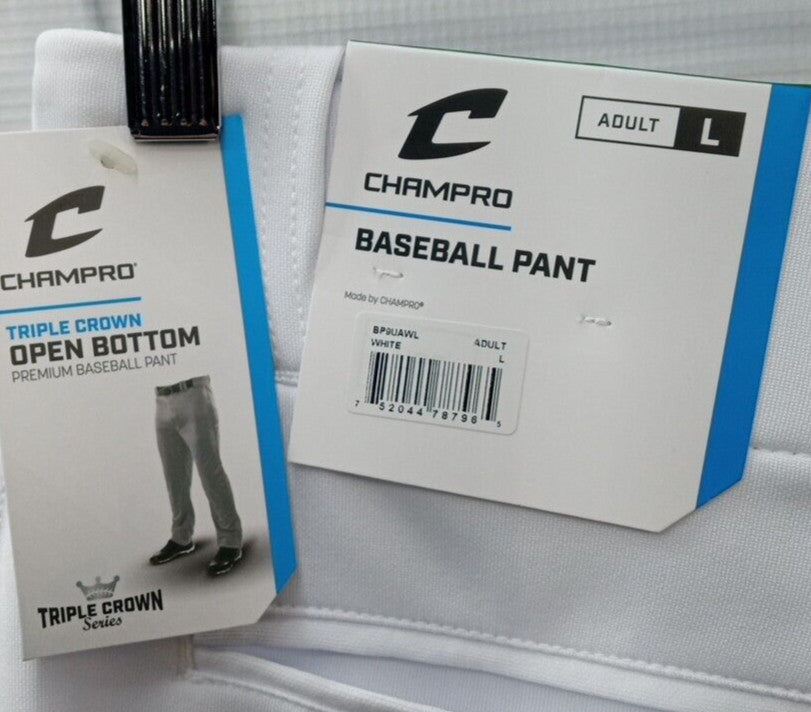 CHAMPRO®
TRIPLE CROWN
OPEN BOTTOM
PREMIUM BASEBALL PANT
TRIPLE CROWN
Series
CHAMPRO
ADULT L
BASEBALL PANT
Made by CHAMPRO®
BP9UAWL
WHITE ADULT
L
7 52044 78798 5